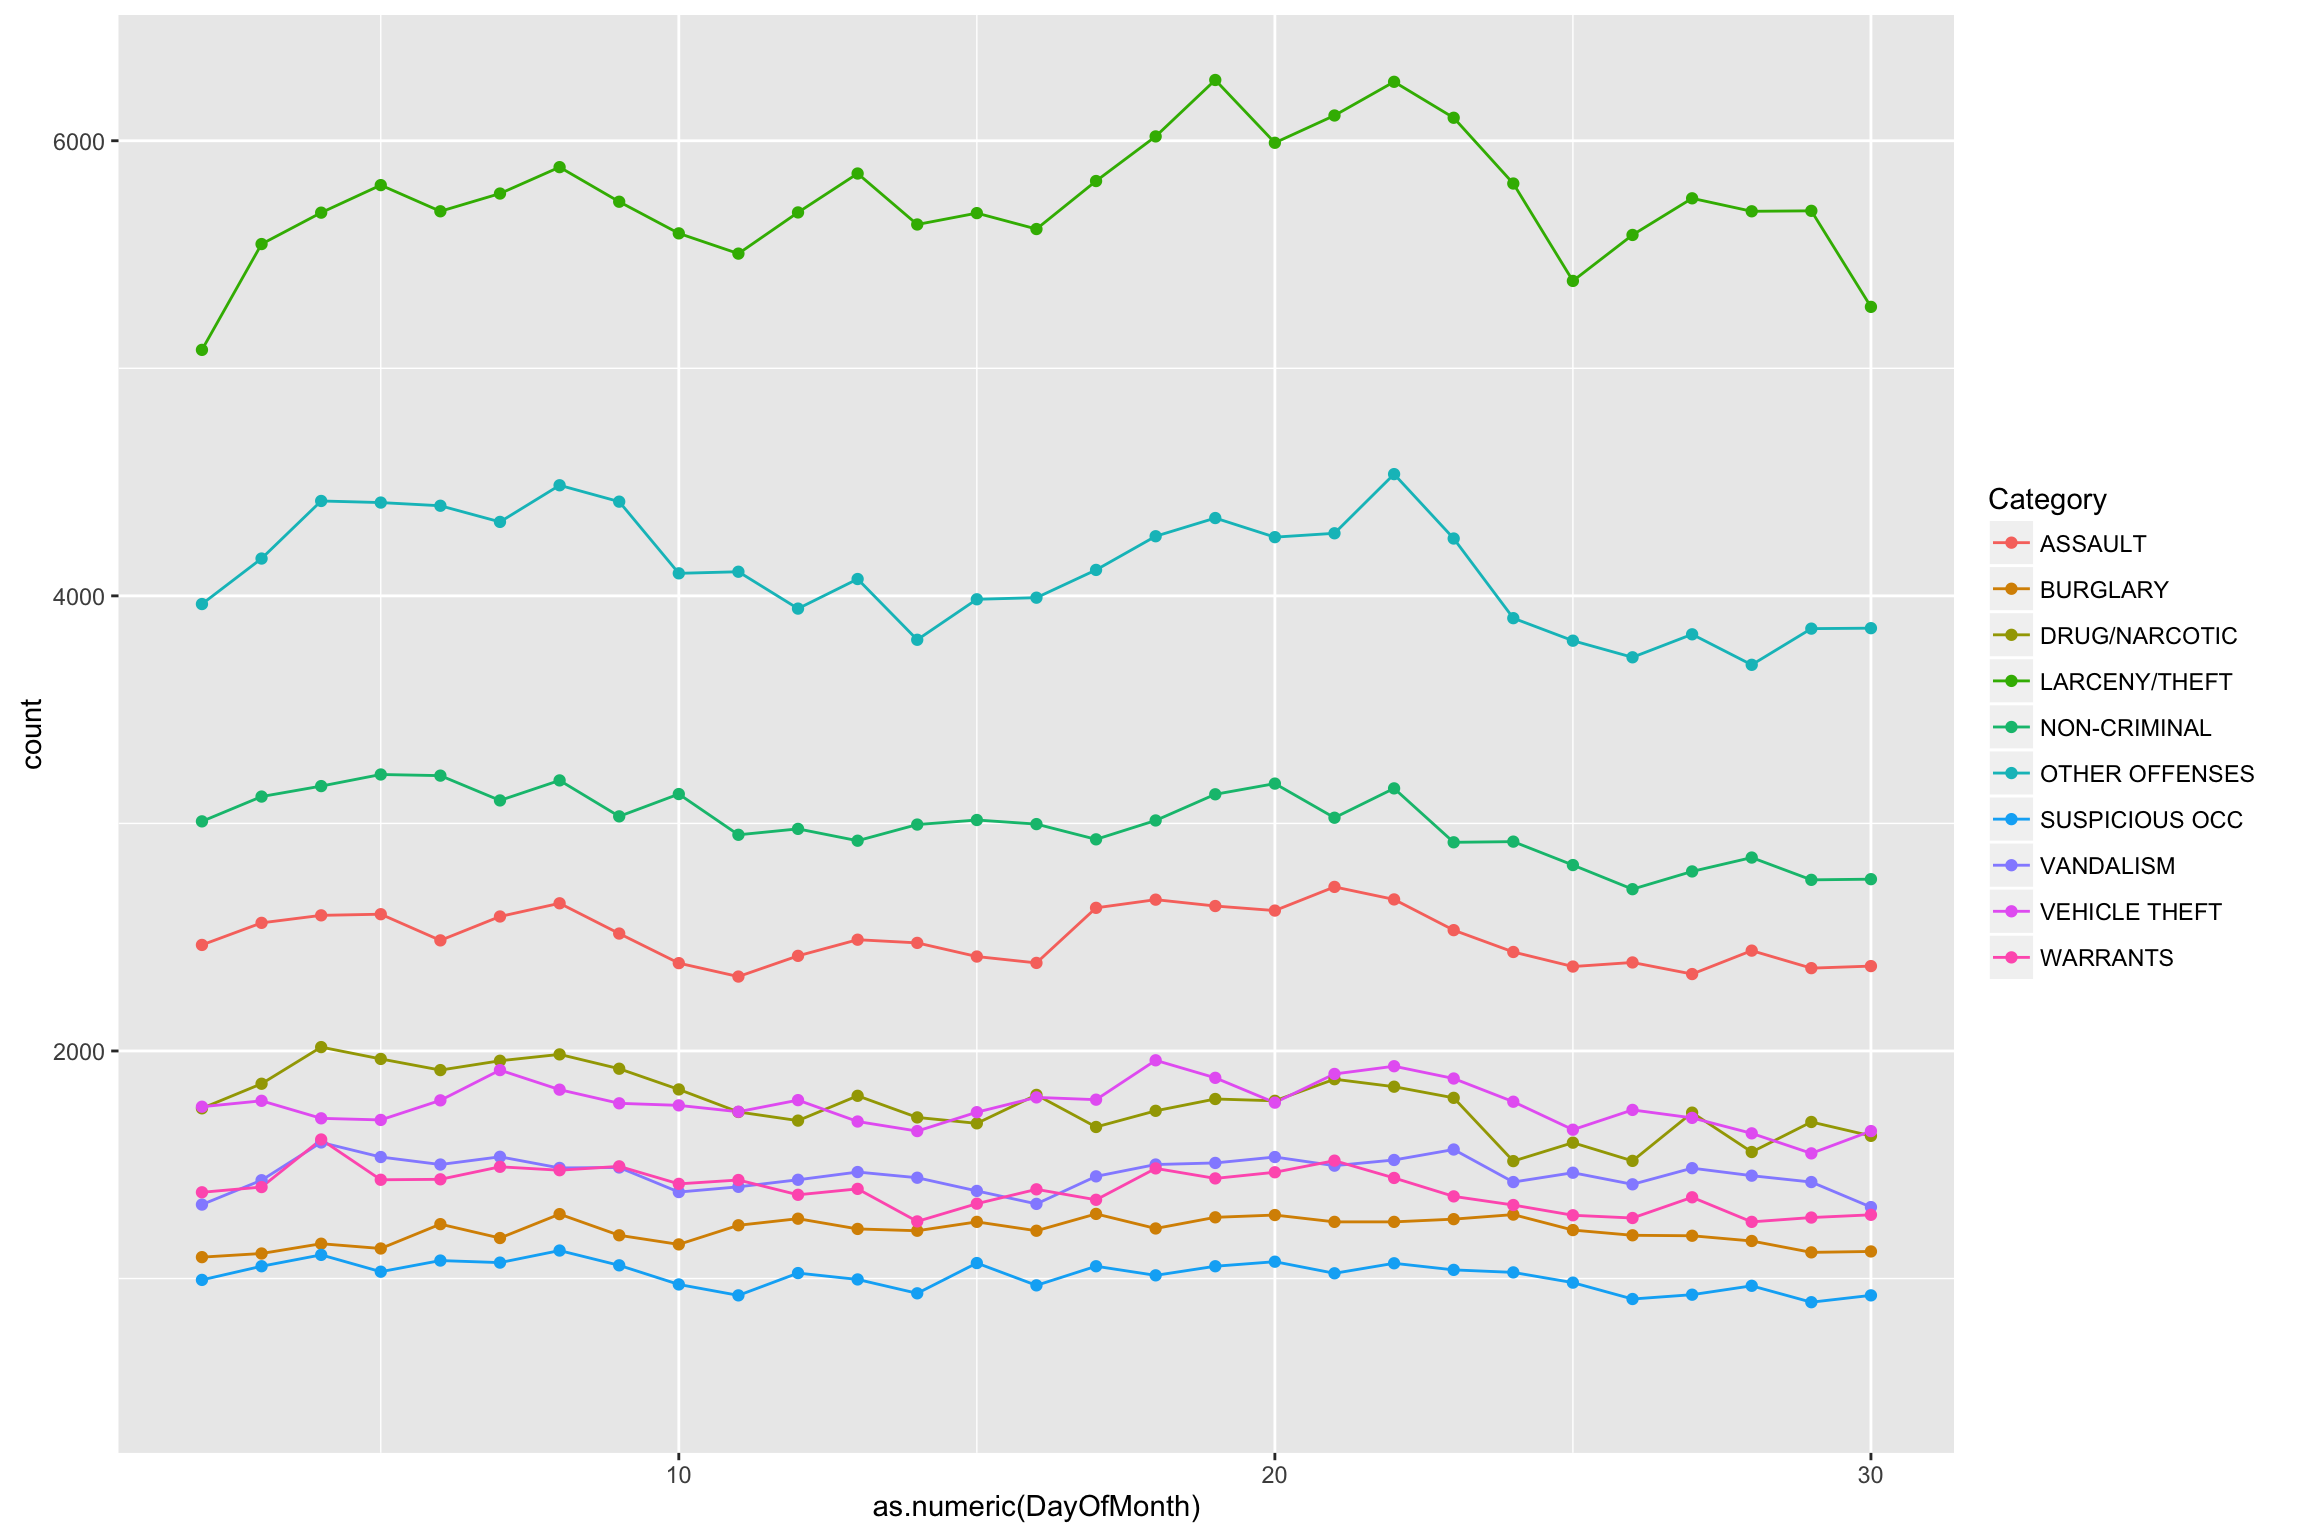 6000
4000
2000
count
10
20
30
as.numeric(DayOfMonth)
Category
ASSAULT
BURGLARY
DRUG/NARCOTIC
LARCENY/THEFT
NON-CRIMINAL
OTHER OFFENSES
SUSPICIOUS OCC
VANDALISM
VEHICLE THEFT
WARRANTS